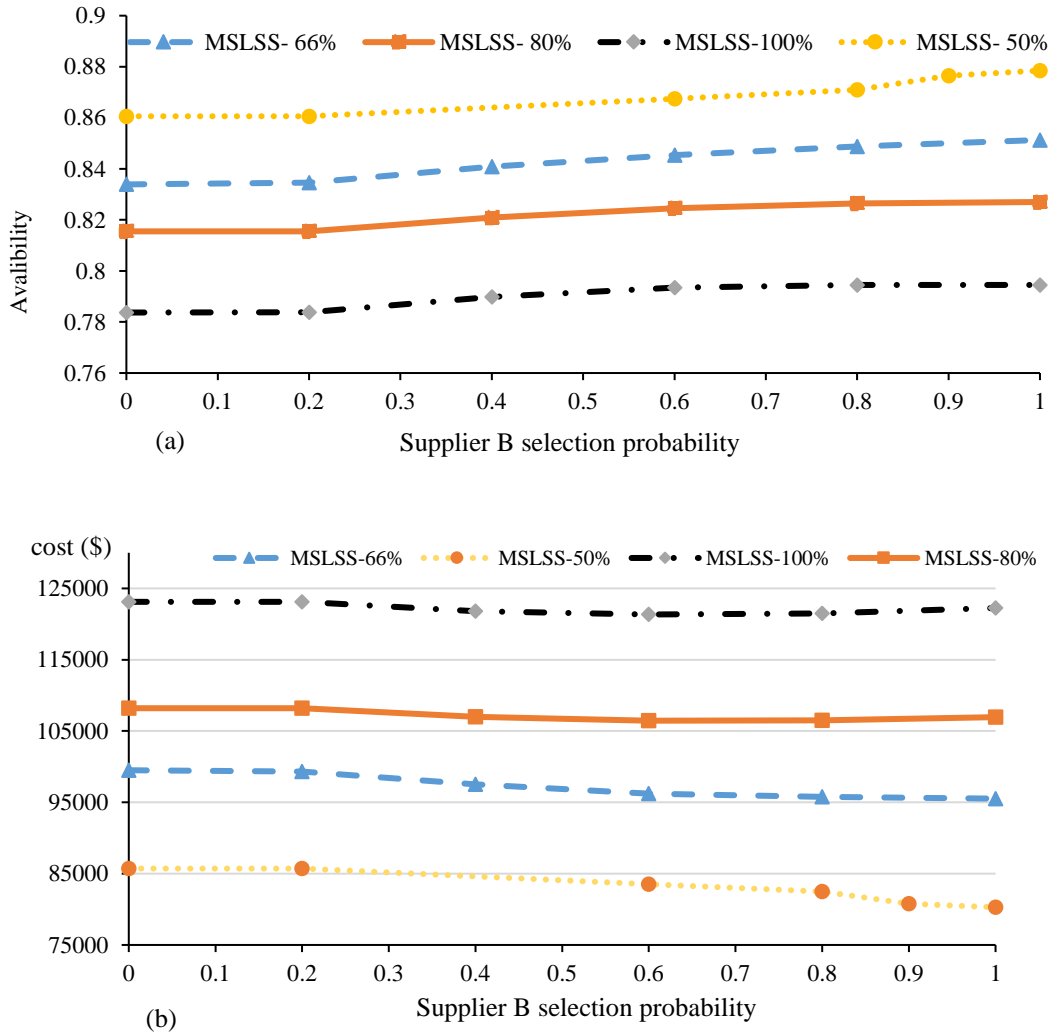 0.9
MSLSS- 66% MSLSS- 80% MSLSS-100% MSLSS- 50%
0.88
0.86
0.84
0.82
0.8
0.78
0.76
Avalibility
0 0.1 0.2 0.3 0.4 0.5 0.6 0.7 0.8 0.9 1
(a)
Supplier B selection probability
cost ($)
MSLSS-66% MSLSS-50% MSLSS-100% MSLSS-80%
125000
115000
105000
95000
85000
75000
0 0.1 0.2 0.3 0.4 0.5 0.6 0.7 0.8 0.9 1
Supplier B selection probability
(b)